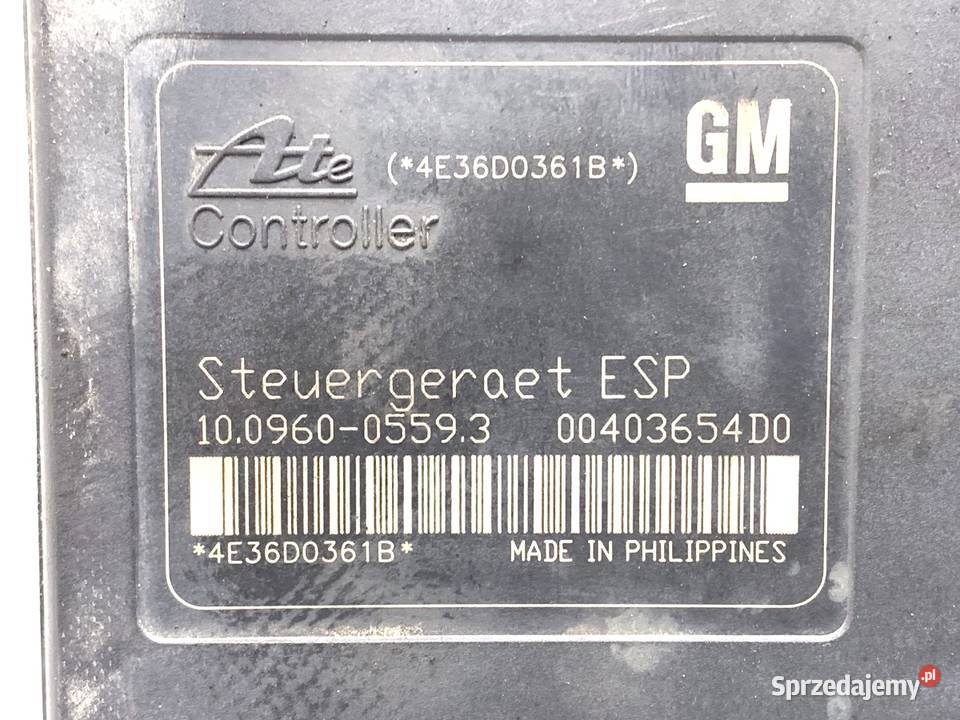 Ate (*4E36D0361B*) GM
Controller
Steuergeraet ESP
10.0960-0559.3 00403654D0
*4E36D0361B* MADE IN PHILIPPINES
Sprzedajemy.pl